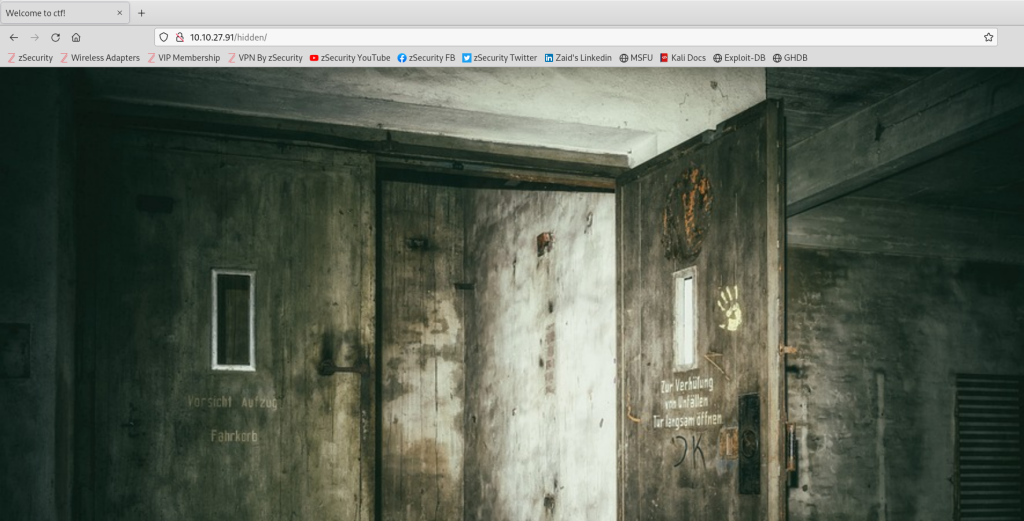 Welcome to ctf!
10.10.27.91/hidden/
zSecurity
Wireless Adapters
VIP Membership
VPN By zSecurity
zSecurity YouTube
zSecurity FB
zSecurity Twitter
Zaid's Linkedin
MSFU
Kali Docs
Exploit-DB
GHDB
Vorsicht Aufzug
Fahrkorb
Zur Verhütung
von Unfällen
Tür langsam öffnen
JK